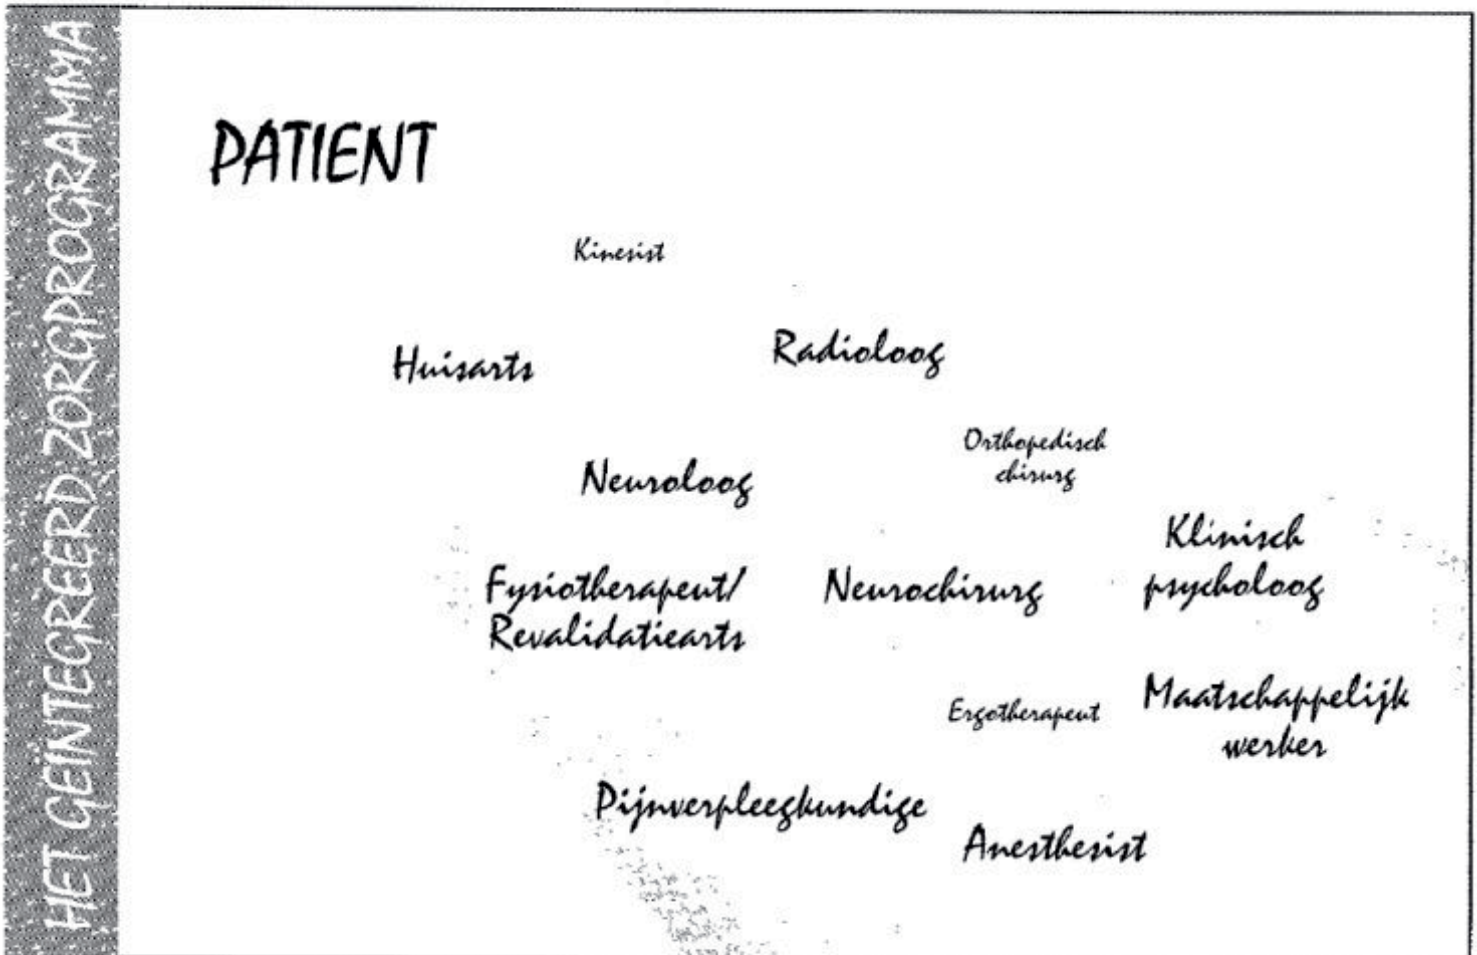 HET GEÏNTEGREERD ZORGPROGRAMMA
PATIENT
Kinesist
Huisarts
Radioloog
Orthopedisch
chirurg
Neuroloog
Klinisch
psycholoog
Fysiotherapeut/
Revalidatiearts
Neurochirurg
Ergotherapeut
Maatschappelijk
werker
Pijnverpleegkundige
Anesthesist